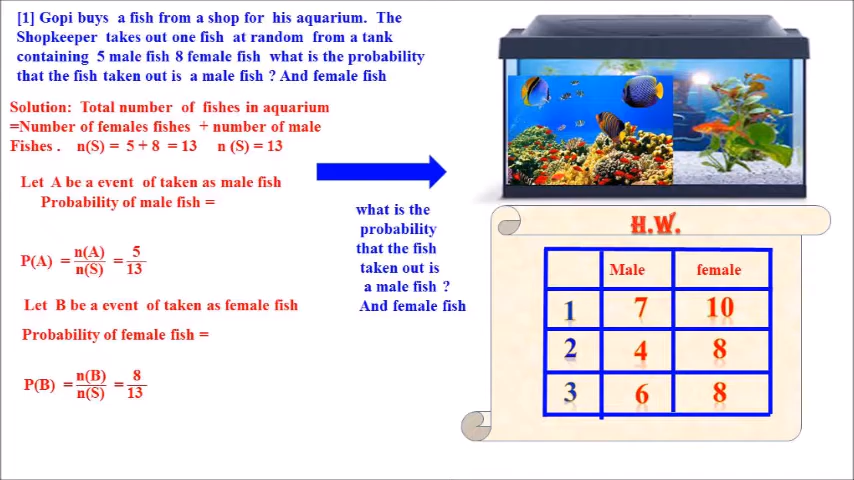 [1] Gopi buys a fish from a shop for his aquarium. The
Shopkeeper takes out one fish at random from a tank
containing 5 male fish 8 female fish what is the probability
that the fish taken out is a male fish ? And female fish
Solution: Total number of fishes in aquarium
=Number of females fishes + number of male
Fishes . n(S) = 5 + 8 = 13 n (S) = 13
Let A be a event of taken as male fish
Probability of male fish =
P(A) = n(A)/n(S) = 5/13
Let B be a event of taken as female fish
Probability of female fish =
P(B) = n(B)/n(S) = 8/13
what is the
probability
that the fish
taken out is
a male fish ?
And female fish
H.W.
Male female
1 7 10
2 4 8
3 6 8